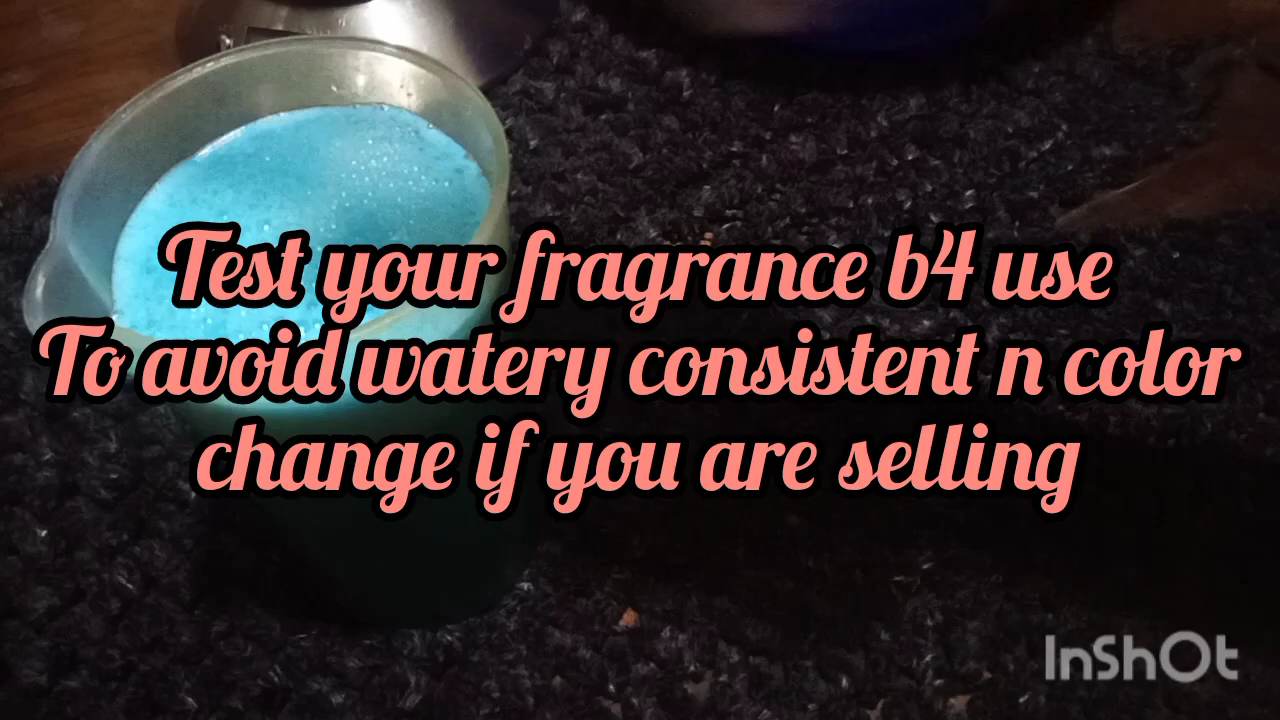 Test your fragrance b4 use
To avoid watery consistent n color
change if you are selling
InShOt